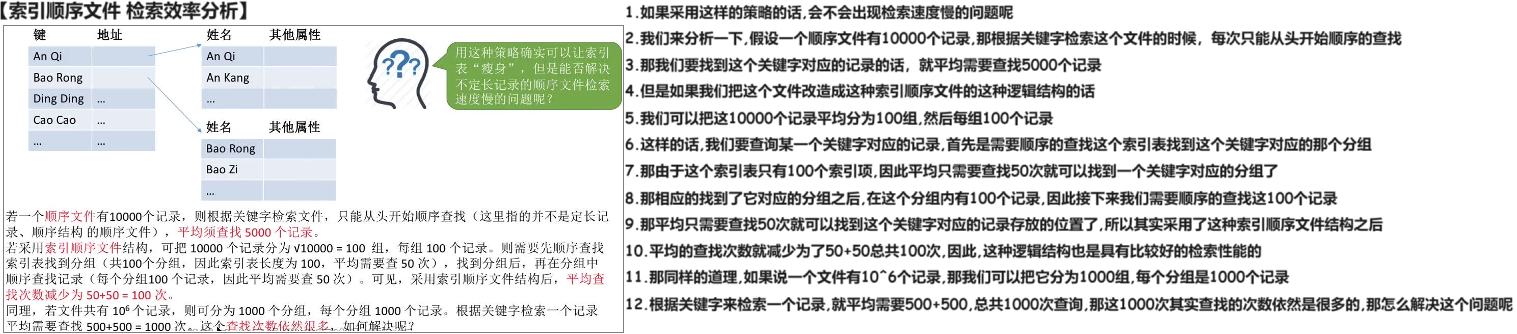 【索引顺序文件 检索效率分析】
键 地址
An Qi
Bao Rong
Ding Ding …
Cao Cao …
… …
姓名 其他属性
An Qi
An Kang
…
姓名 其他属性
Bao Rong
Bao Zi
…
???
用这种策略确实可以让索引
表“瘦身”，但是能否解决
不定长记录的顺序文件检索
速度慢的问题呢？
若一个顺序文件有10000个记录，则根据关键字检索文件，只能从头开始顺序查找（这里指的并不是定长记
录、顺序结构 的顺序文件），平均须查找 5000 个记录。
若采用索引顺序文件结构，可把 10000 个记录分为 √10000 = 100 组，每组 100 个记录。则需要先顺序查找
索引表找到分组（共100个分组，因此索引表长度为 100，平均需要查 50 次），找到分组后，再在分组中
顺序查找记录（每个分组100 个记录，因此平均需要查 50 次）。可见，采用索引顺序文件结构后，平均查
找次数减少为 50+50 = 100 次。
同理，若文件共有 10⁶ 个记录，则可分为 1000 个分组，每个分组 1000 个记录。根据关键字检索一个记录
平均需要查找 500+500 = 1000 次。这个查找次数依然很多，如何解决呢？
1.如果采用这样的策略的话,会不会出现检索速度慢的问题呢
2.我们来分析一下,假设一个顺序文件有10000个记录,那根据关键字检索这个文件的时候，每次只能从头开始顺序的查找
3.那我们要找到这个关键字对应的记录的话，就平均需要查找5000个记录
4.但是如果我们把这个文件改造成这种索引顺序文件的这种逻辑结构的话
5.我们可以把这10000个记录平均分为100组,然后每组100个记录
6.这样的话,我们要查询某一个关键字对应的记录,首先是需要顺序的查找这个索引表找到这个关键字对应的那个分组
7.那由于这个索引表只有100个索引项,因此平均只需要查找50次就可以找到一个关键字对应的分组了
8.那相应的找到了它对应的分组之后,在这个分组内有100个记录,因此接下来我们需要顺序的查找这100个记录
9.那平均只需要查找50次就可以找到这个关键字对应的记录存放的位置了,所以其实采用了这种索引顺序文件结构之后
10.平均的查找次数就减少为了50+50总共100次,因此,这种逻辑结构也是具有比较好的检索性能的
11.那同样的道理,如果说一个文件有10^6个记录,那我们可以把它分为1000组,每个分组是1000个记录
12.根据关键字来检索一个记录,就平均需要500+500,总共1000次查询,那这1000次其实查找的次数依然是很多的,那怎么解决这个问题呢